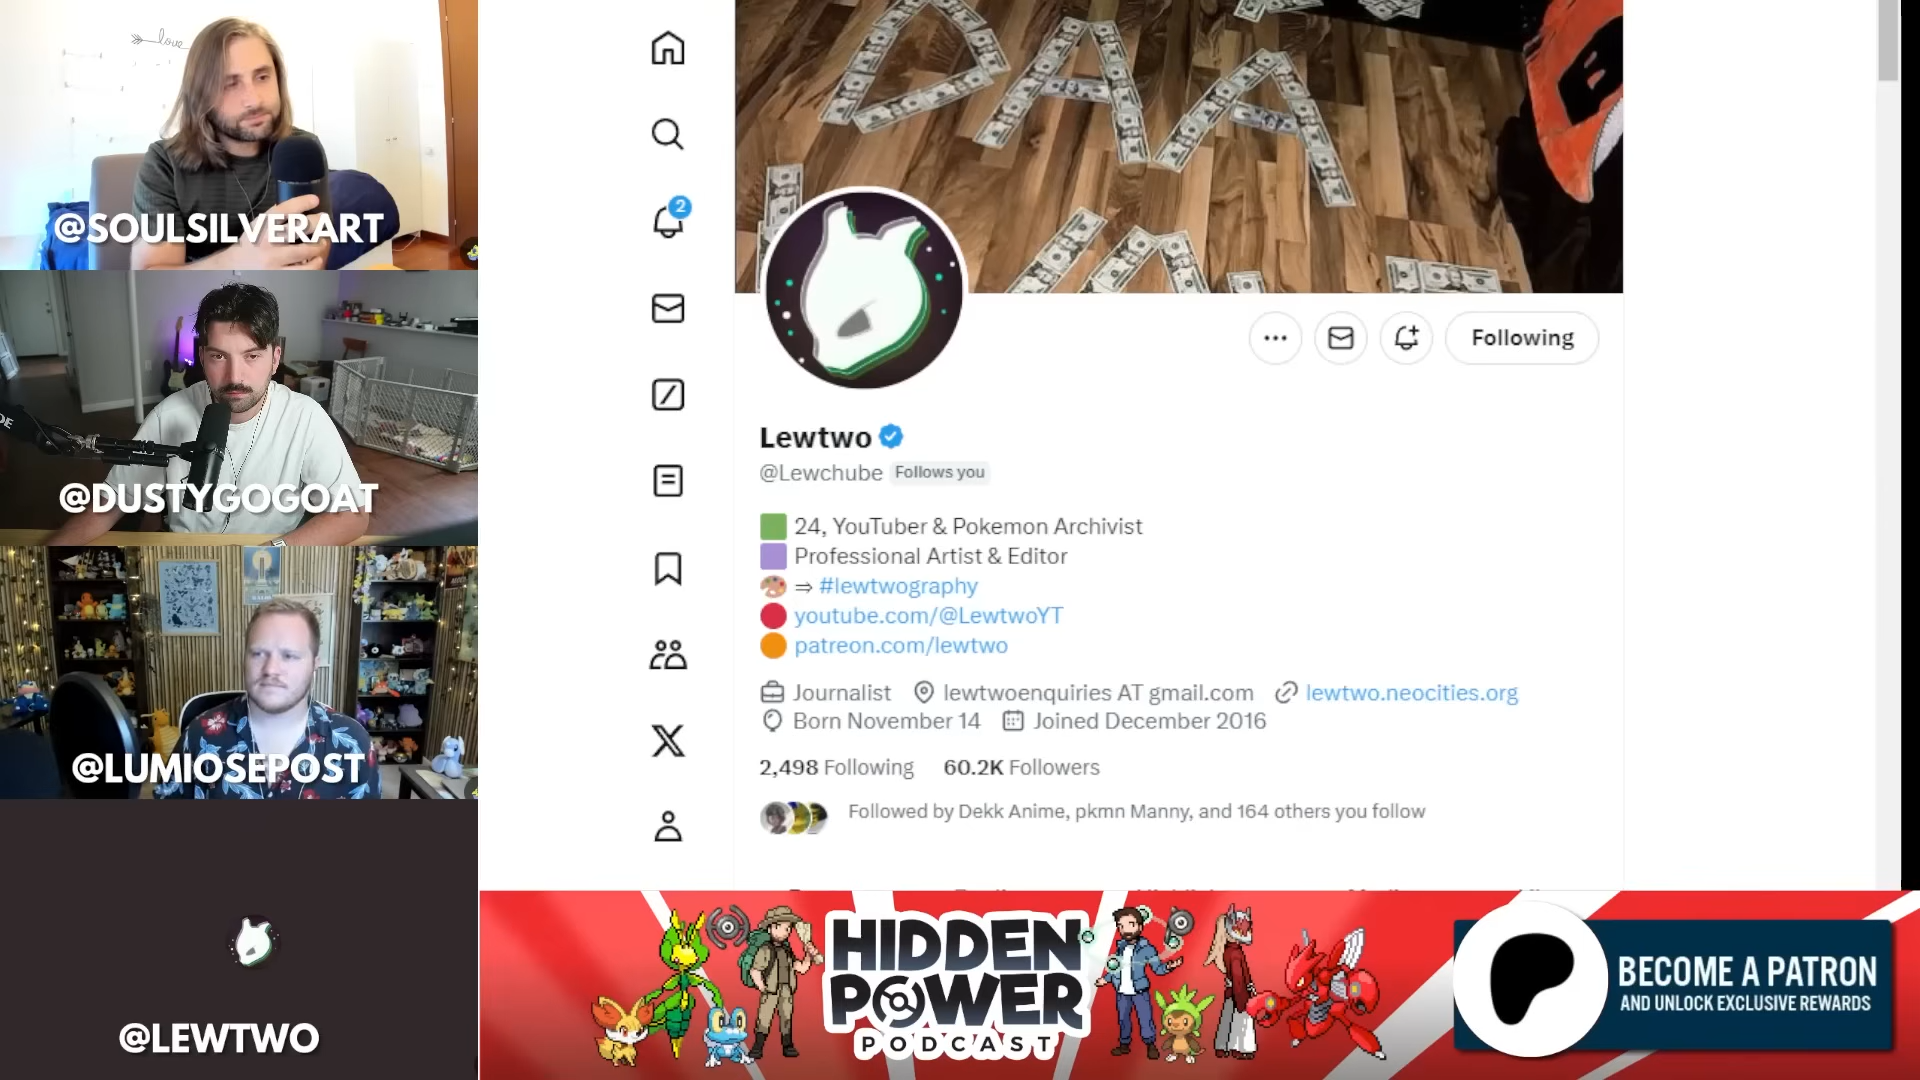 love
@SOULSILVERART
@DUSTYGOGOAT
@LUMIOSEPOST
@LEWTWO
DAA
2
Following
Lewtwo
@Lewchube Follows you
24, YouTuber & Pokemon Archivist
Professional Artist & Editor
⇒ #lewtwography
youtube.com/@LewtwoYT
patreon.com/lewtwo
Journalist lewtwoenquiries AT gmail.com lewtwo.neocities.org
Born November 14 Joined December 2016
2,498 Following 60.2K Followers
Followed by Dekk Anime, pkmn Manny, and 164 others you follow
HIDDEN
POWER
PODCAST
BECOME A PATRON
AND UNLOCK EXCLUSIVE REWARDS